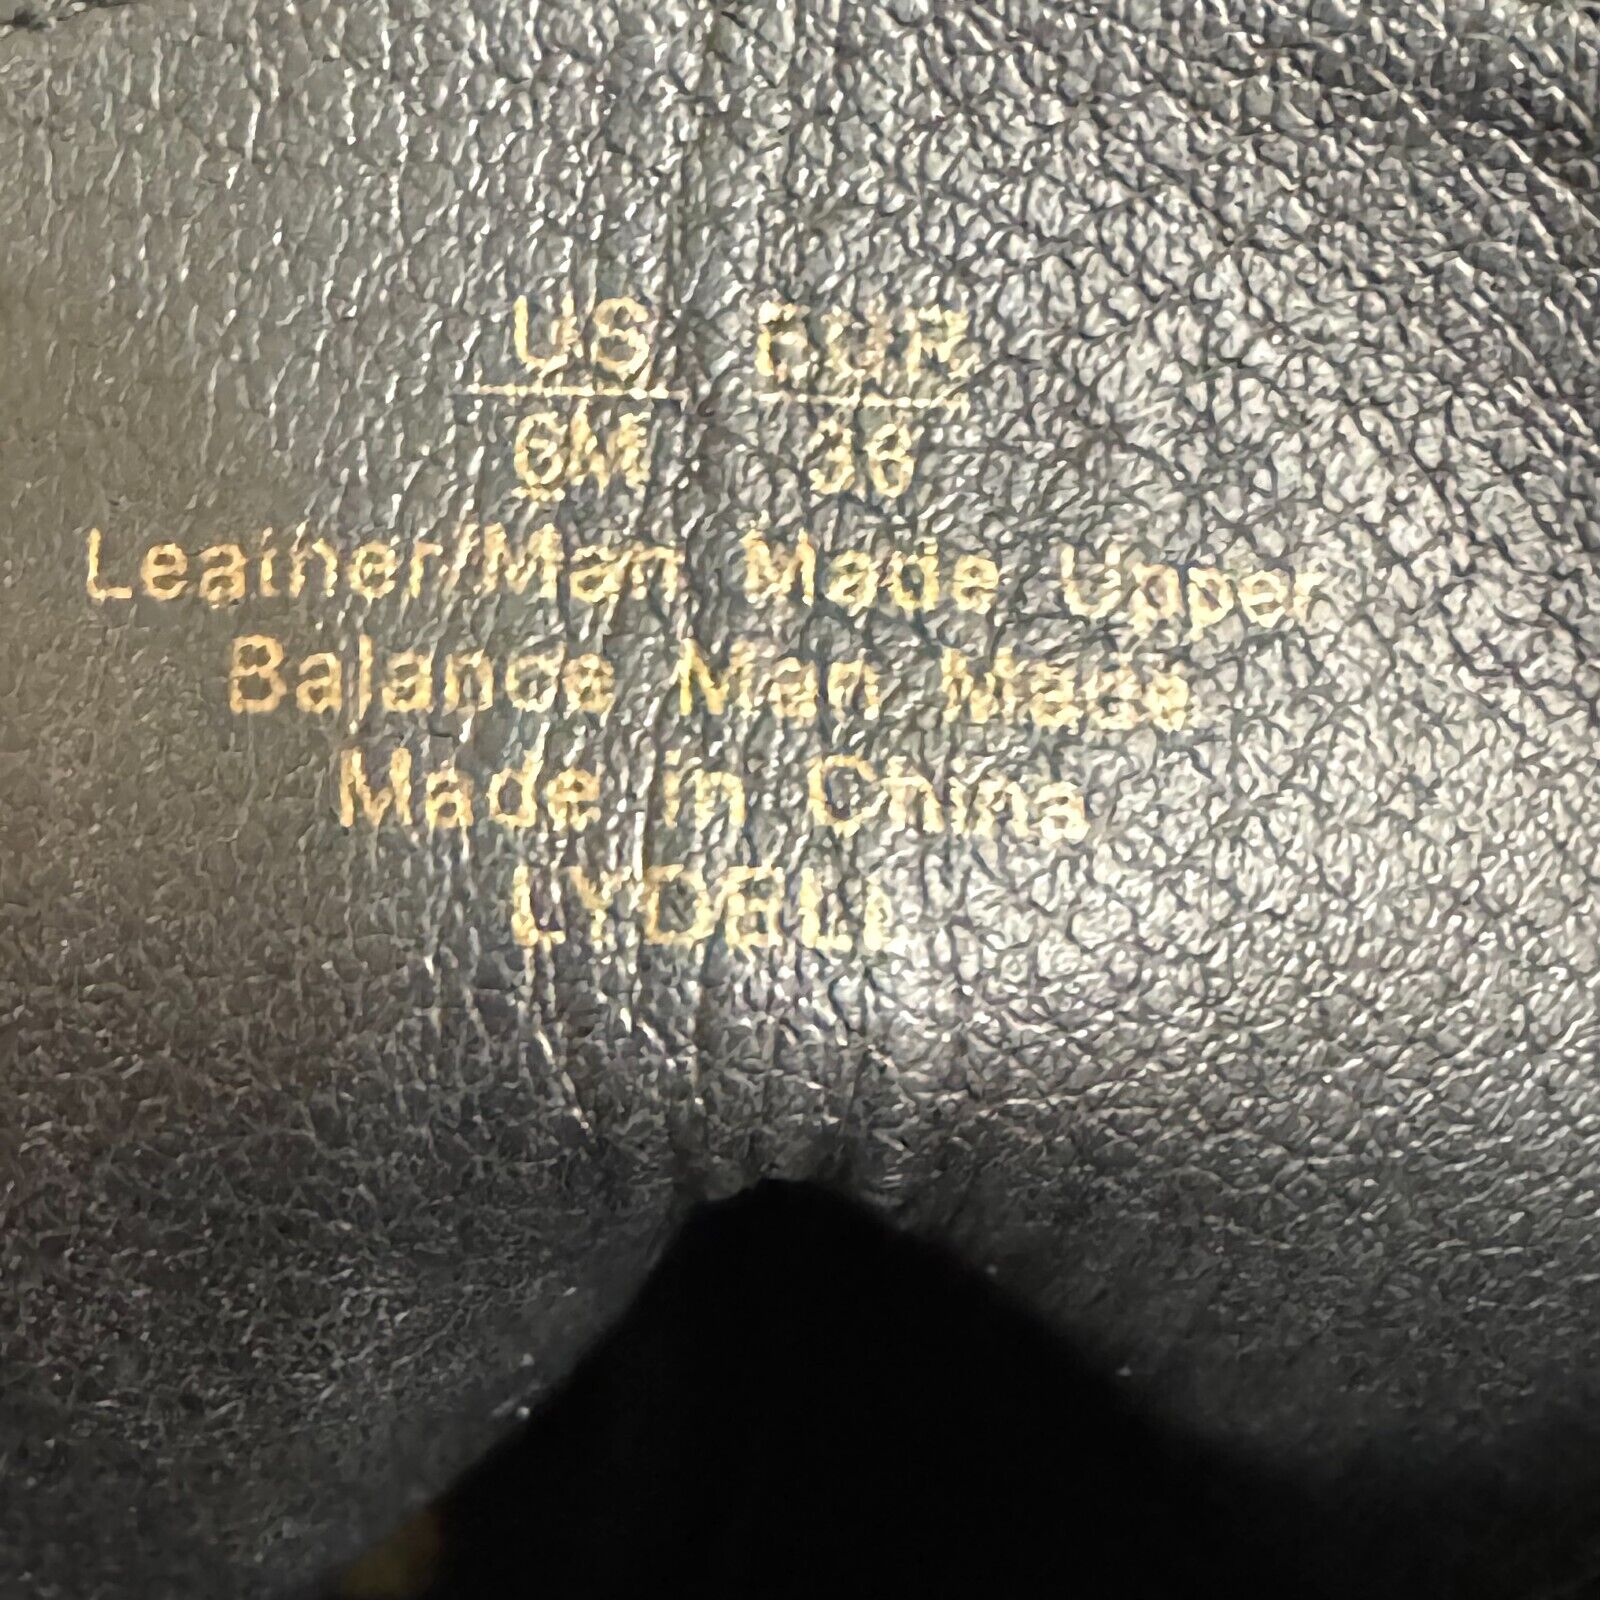 US EUR
6M 36
Leather/Man Made Upper
Balance Man Made
Made in China
LYDELL